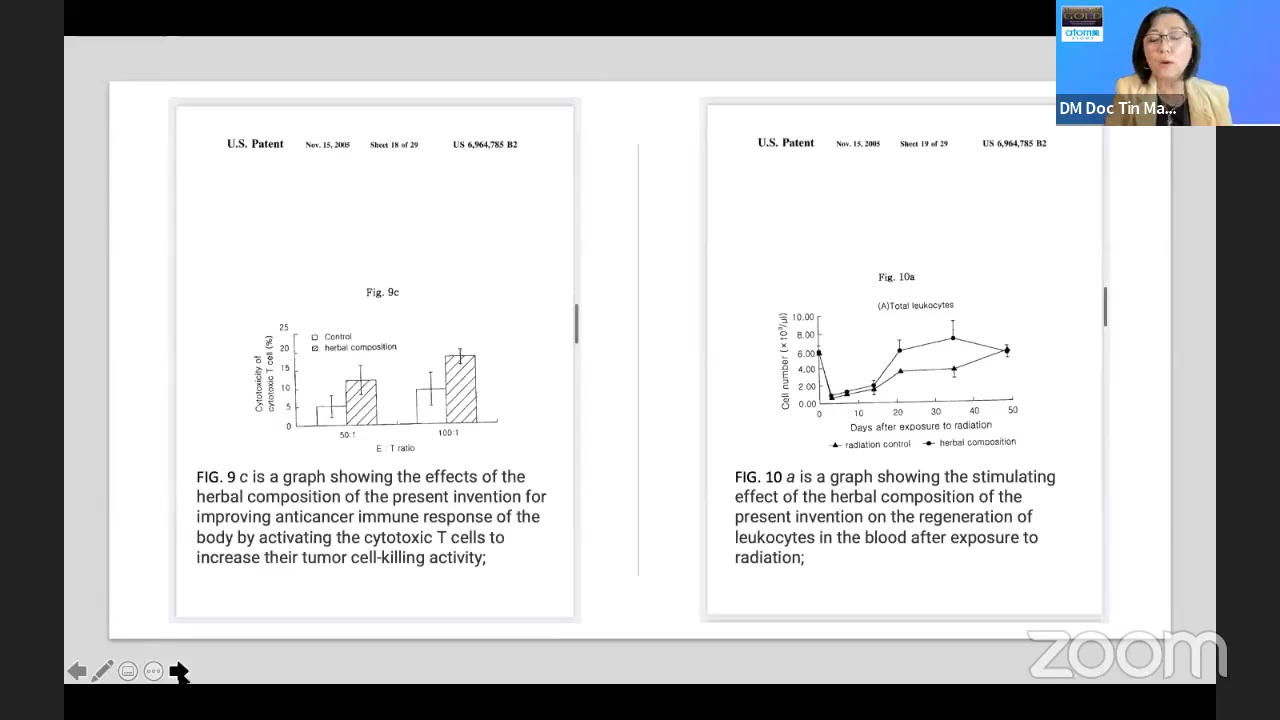 GOLD
atom美
ATOMY
DM Doc Tin Ma...
U.S. Patent Nov. 15, 2005 Sheet 18 of 29 US 6,964,785 B2
Fig. 9c
Cytotoxicity of
cytotoxic T cell (%)
25
20
15
10
5
0
Control
herbal composition
50:1
100:1
E : T ratio
FIG. 9 c is a graph showing the effects of the
herbal composition of the present invention for
improving anticancer immune response of the
body by activating the cytotoxic T cells to
increase their tumor cell-killing activity;
U.S. Patent Nov. 15, 2005 Sheet 19 of 29 US 6,964,785 B2
Fig. 10a
(A)Total leukocytes
Cell number (×10³/μl)
10.00
8.00
6.00
4.00
2.00
0.00
0 10 20 30 40 50
Days after exposure to radiation
radiation control herbal composition
FIG. 10 a is a graph showing the stimulating
effect of the herbal composition of the
present invention on the regeneration of
leukocytes in the blood after exposure to
radiation;
zoom